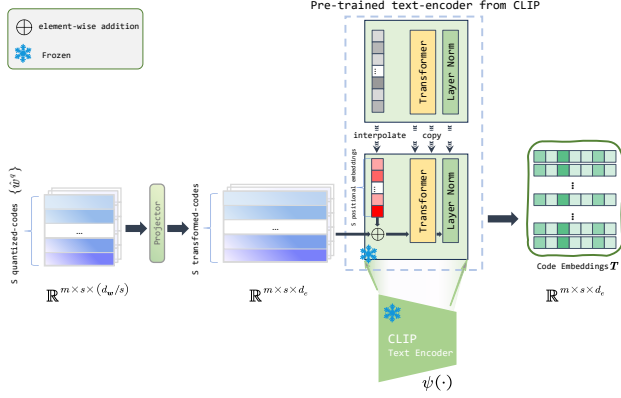 Pre-trained text-encoder from CLIP
element-wise addition
Frozen
...
Transformer
Layer Norm
interpolate
copy
S positional embeddings
...
Transformer
Layer Norm
S quantized-codes {û^q}
...
Projector
S transformed-codes
...
Code Embeddings T
ℝ^{m×s×(d_w/s)}
ℝ^{m×s×d_e}
ℝ^{m×s×d_e}
CLIP
Text Encoder
ψ(·)